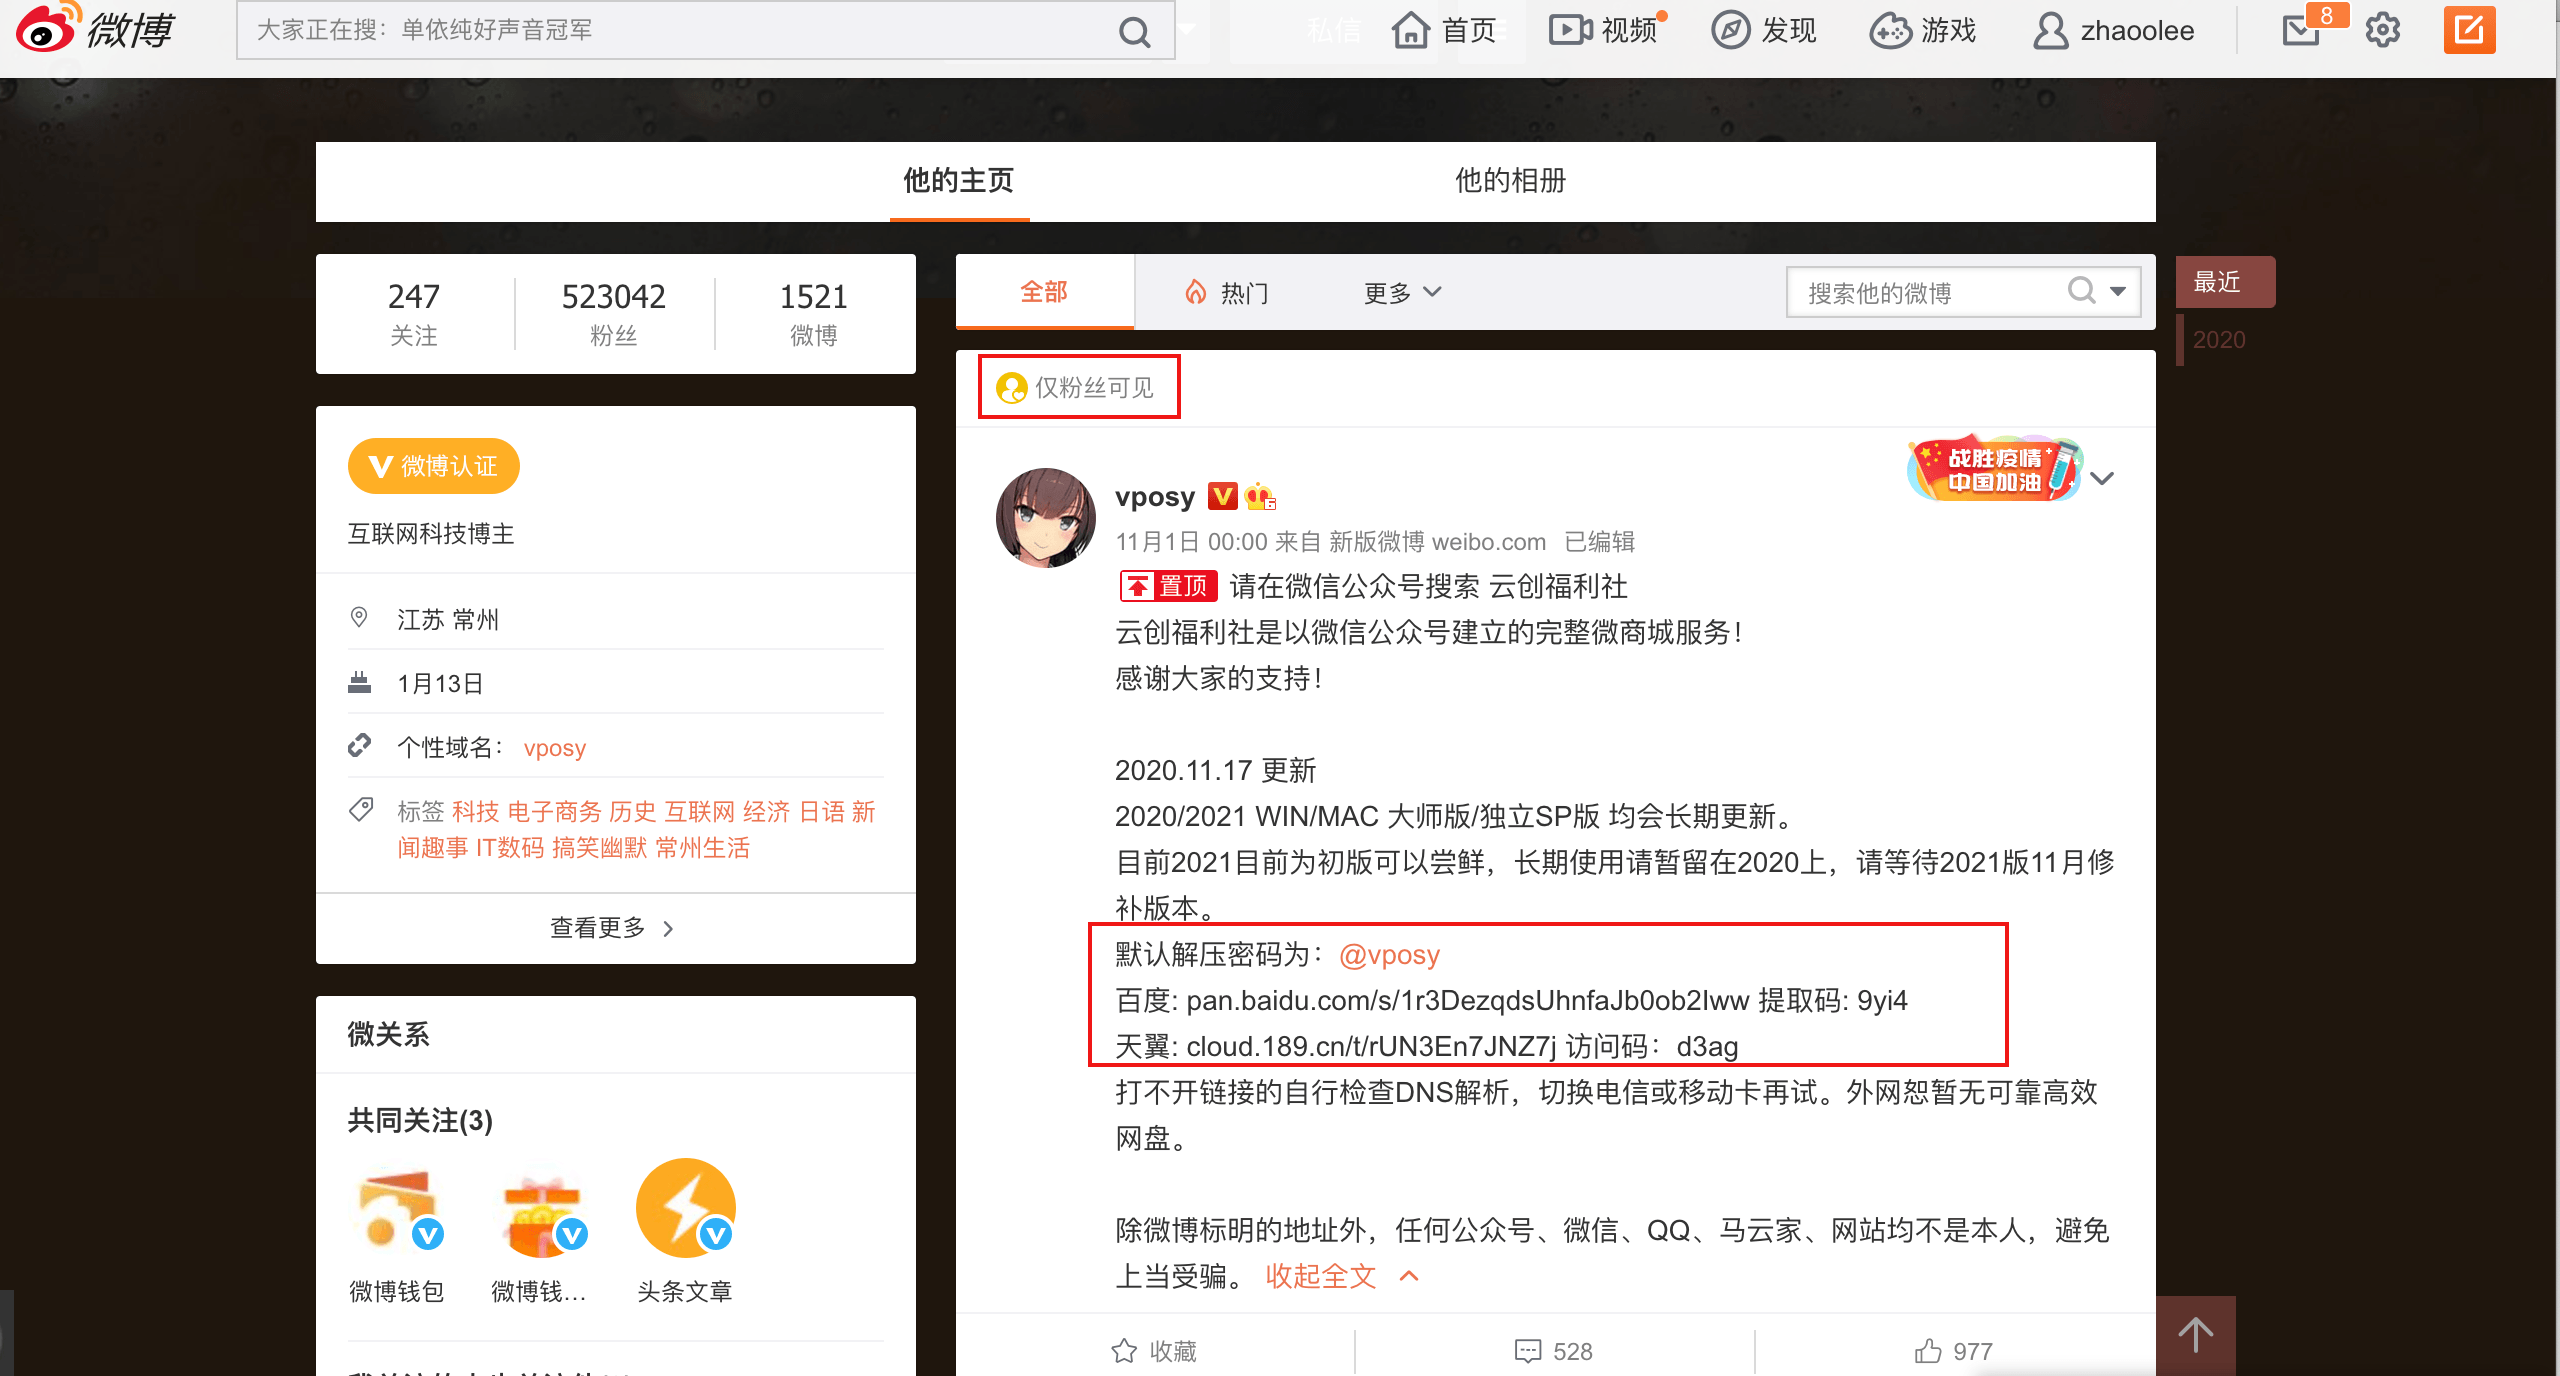 微博
大家正在搜：单依纯好声音冠军
私信
首页
视频
发现
游戏
zhaoolee
8
他的主页
他的相册
247
关注
523042
粉丝
1521
微博
微博认证
互联网科技博主
江苏 常州
1月13日
个性域名： vposy
标签 科技 电子商务 历史 互联网 经济 日语 新
闻趣事 IT数码 搞笑幽默 常州生活
查看更多
微关系
共同关注(3)
微博钱包
微博钱...
头条文章
全部
热门
更多
搜索他的微博
最近
2020
仅粉丝可见
战胜疫情
中国加油
vposy
11月1日 00:00 来自 新版微博 weibo.com 已编辑
置顶 请在微信公众号搜索 云创福利社
云创福利社是以微信公众号建立的完整微商城服务！
感谢大家的支持！
2020.11.17 更新
2020/2021 WIN/MAC 大师版/独立SP版 均会长期更新。
目前2021目前为初版可以尝鲜，长期使用请暂留在2020上，请等待2021版11月修
补版本。
默认解压密码为： @vposy
百度: pan.baidu.com/s/1r3DezqdsUhnfaJb0ob2Iww 提取码: 9yi4
天翼: cloud.189.cn/t/rUN3En7JNZ7j 访问码：d3ag
打不开链接的自行检查DNS解析，切换电信或移动卡再试。外网恕暂无可靠高效
网盘。
除微博标明的地址外，任何公众号、微信、QQ、马云家、网站均不是本人，避免
上当受骗。 收起全文
收藏
528
977